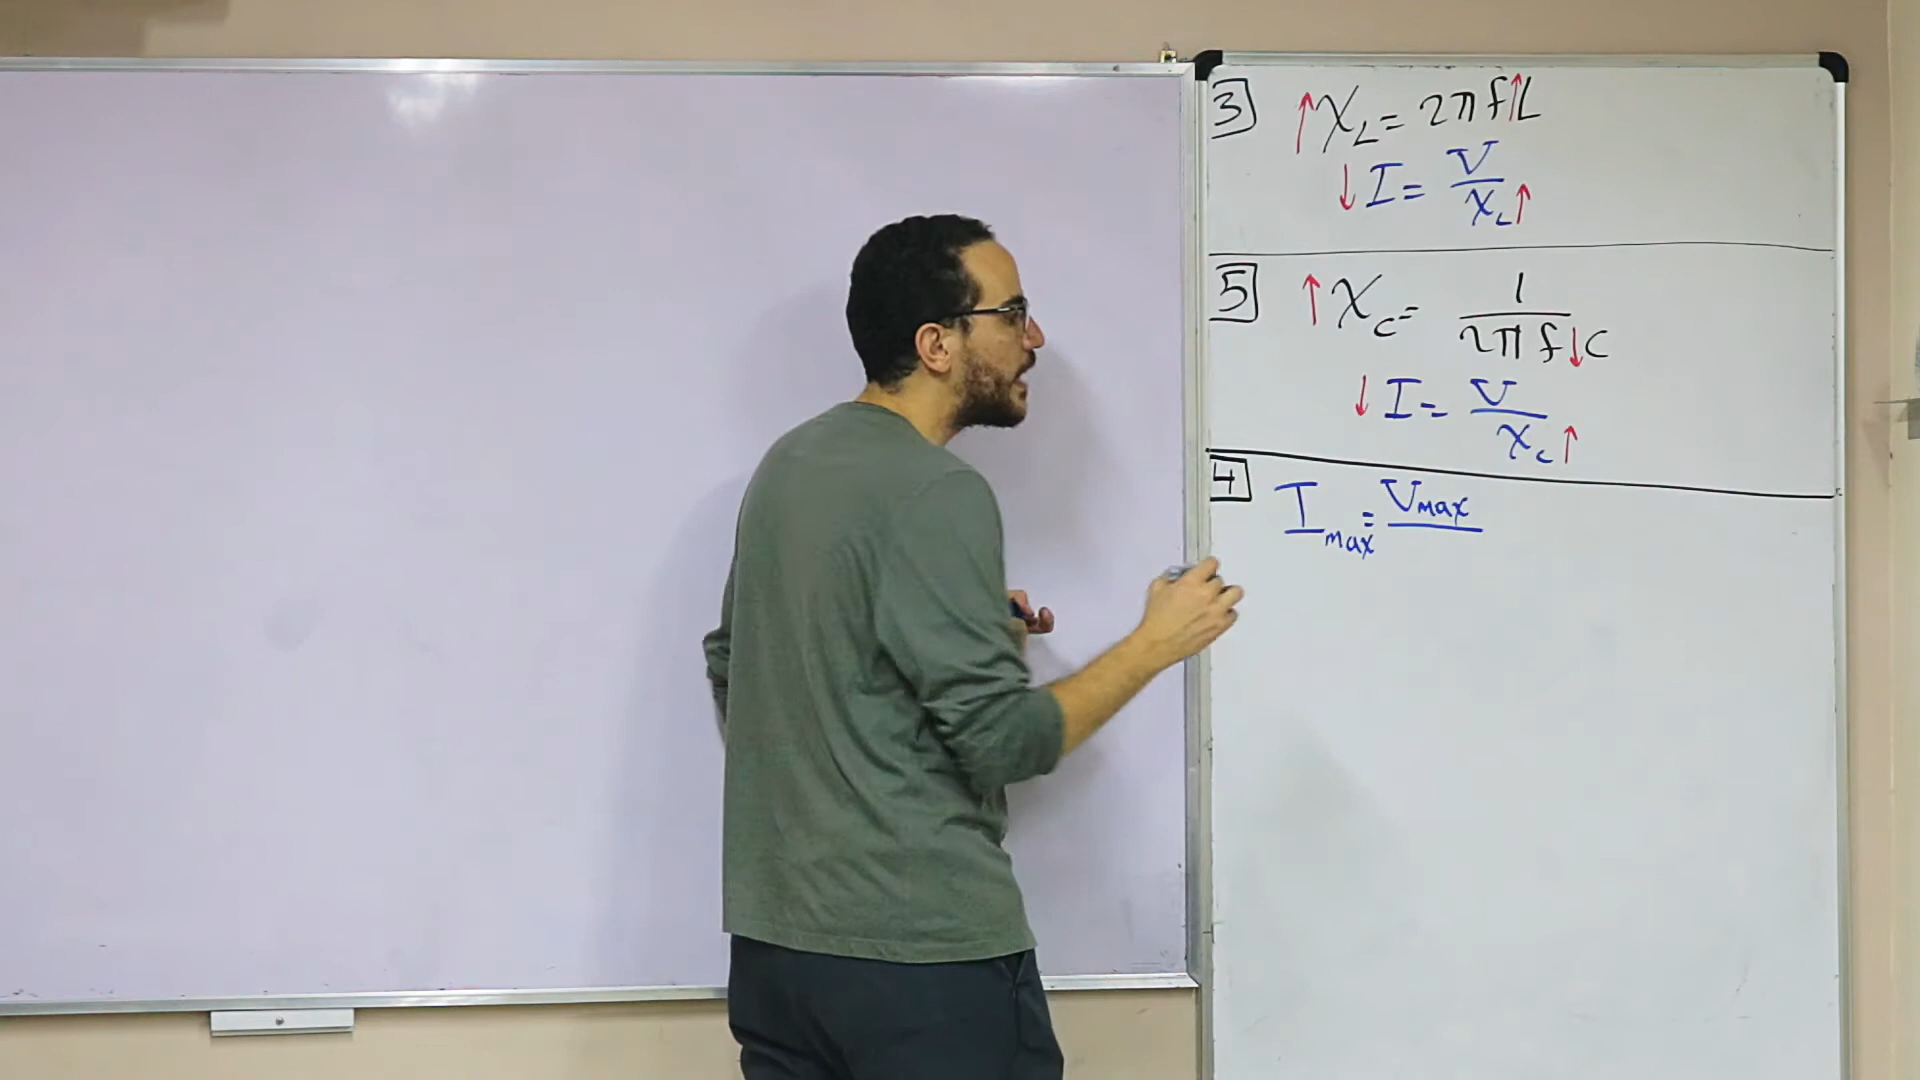 3 ↑X_L = 2πf↑L
↓I = V/X_L↑
5 ↑X_C = 1/2πf↓C
↓I = V/X_C↑
4 I_max = V_max/